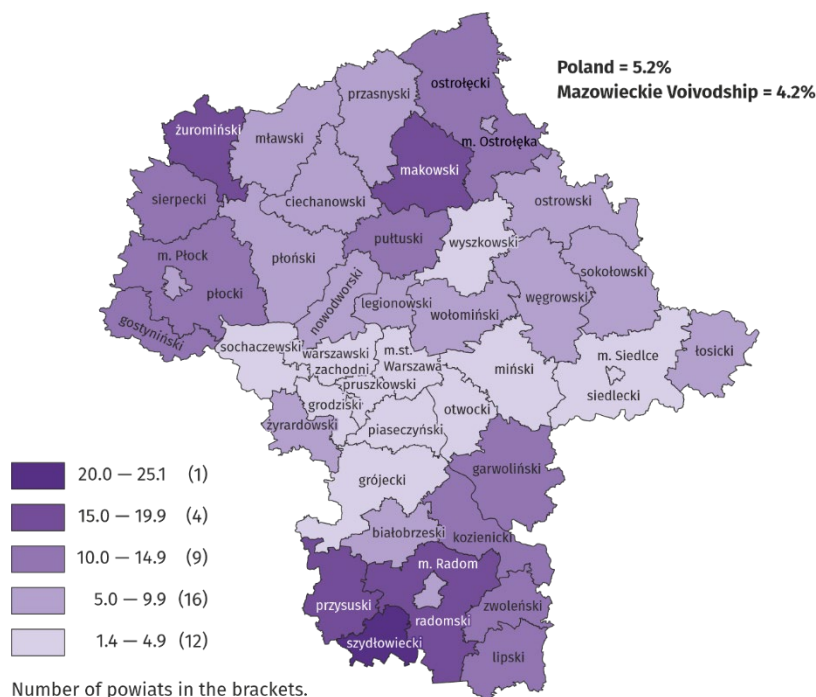 ostrołęcki
Poland = 5.2%
Mazowieckie Voivodship = 4.2%
przasnyski
żuromiński
mławski
m. Ostrołęka
makowski
sierpecki
ciechanowski
ostrowski
pułtuski
wyszkowski
m. Płock
płoński
sokołowski
płocki
nowodworski
legionowski
wołomiński
węgrowski
gostyniński
sochaczewski
warszawski
zachodni
m.st.
Warszawa
miński
m. Siedlce
łosicki
pruszkowski
siedlecki
grodziski
otwocki
żyrardowski
piaseczyński
grójecki
garwoliński
20.0 — 25.1 (1)
15.0 — 19.9 (4)
białobrzeski
kozienicki
10.0 — 14.9 (9)
m. Radom
5.0 — 9.9 (16)
przysuski
zwoleński
radomski
1.4 — 4.9 (12)
szydłowiecki
lipski
Number of powiats in the brackets.